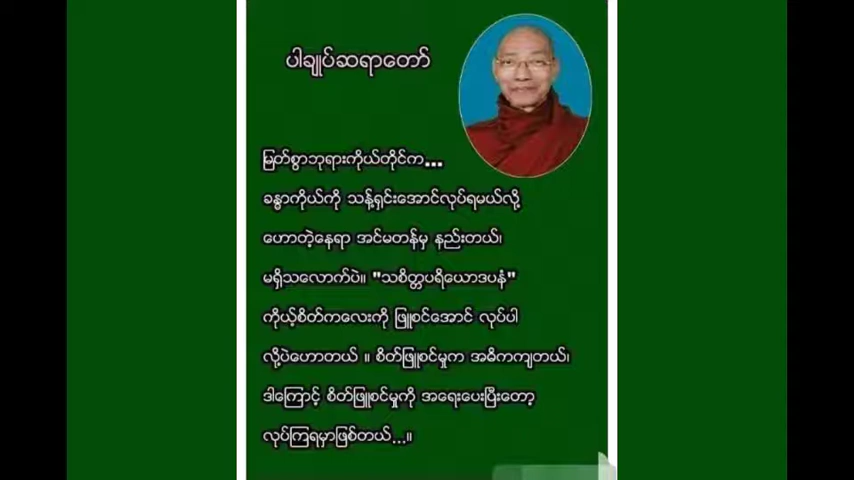 ပါချုပ်ဆရာတော်
မြတ်စွာဘုရားကိုယ်တိုင်က...
ခန္ဓာကိုယ်ကို သန့်ရှင်းအောင်လုပ်ရမယ်လို့
ဟောတဲ့နေရာ အင်မတန်မှ နည်းတယ်၊
မရှိသလောက်ပဲ။ "သစိတ္တပရိယောဒပနံ"
ကိုယ့်စိတ်ကလေးကို ဖြူစင်အောင် လုပ်ပါ
လို့ပဲဟောတယ် ။ စိတ်ဖြူစင်မှုက အဓိကကျတယ်၊
ဒါကြောင့် စိတ်ဖြူစင်မှုကို အရေးပေးပြီးတော့
လုပ်ကြရမှာဖြစ်တယ်...။